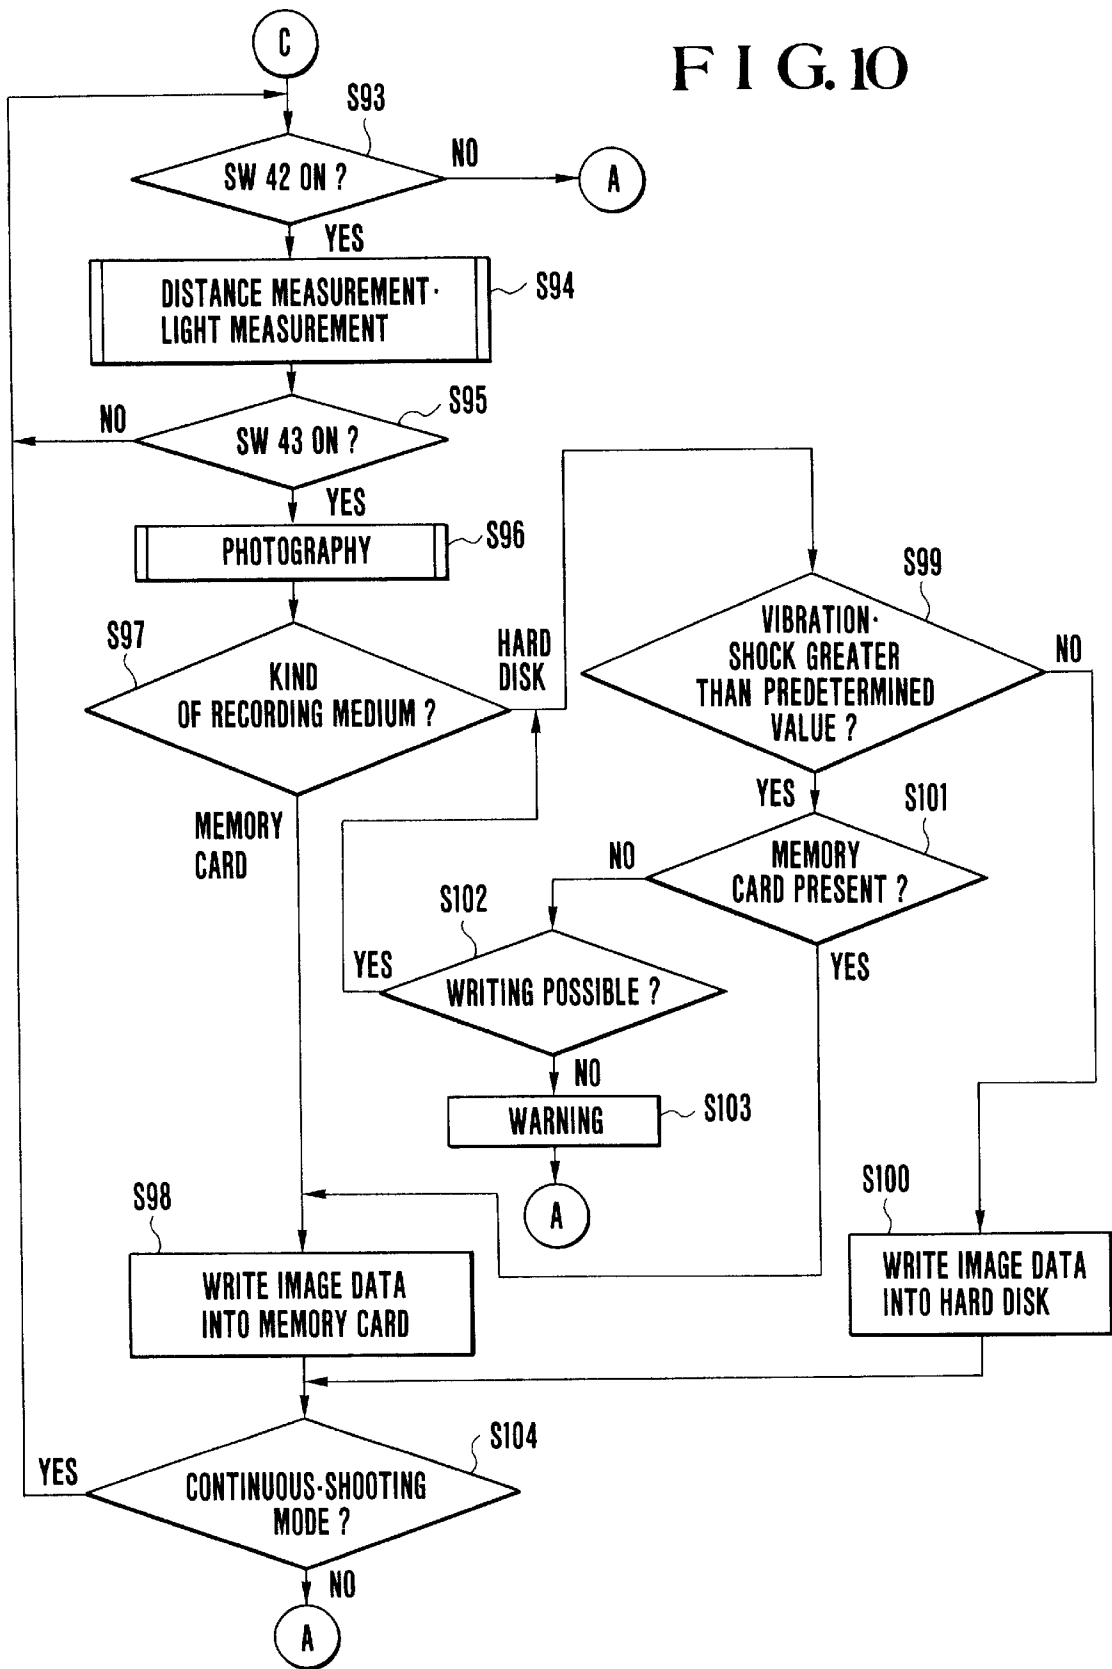 C
FIG.10
S93
SW 42 ON ?
NO
A
YES
DISTANCE MEASUREMENT·
LIGHT MEASUREMENT
S94
NO
S95
SW 43 ON ?
YES
PHOTOGRAPHY
S96
S97
KIND
OF RECORDING MEDIUM ?
HARD
DISK
S99
VIBRATION·
SHOCK GREATER
THAN PREDETERMINED
VALUE ?
NO
YES
MEMORY
CARD
S101
MEMORY
CARD PRESENT ?
NO
YES
S102
WRITING POSSIBLE ?
YES
NO
WARNING
S103
A
S98
WRITE IMAGE DATA
INTO MEMORY CARD
S100
WRITE IMAGE DATA
INTO HARD DISK
S104
YES
CONTINUOUS-SHOOTING
MODE ?
NO
A